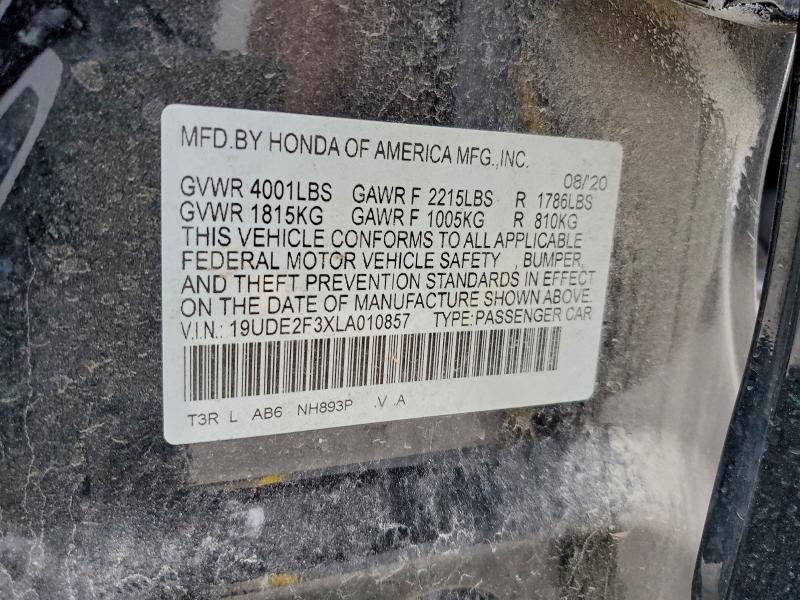 MFD.BY HONDA OF AMERICA MFG.,INC.
08/'20
GVWR 4001LBS GAWR F 2215LBS R 1786LBS
GVWR 1815KG GAWR F 1005KG R 810KG
THIS VEHICLE CONFORMS TO ALL APPLICABLE
FEDERAL MOTOR VEHICLE SAFETY , BUMPER,
AND THEFT PREVENTION STANDARDS IN EFFECT
ON THE DATE OF MANUFACTURE SHOWN ABOVE.
V.I.N.: 19UDE2F3XLA010857 TYPE:PASSENGER CAR
T3R L AB6 NH893P .V .A